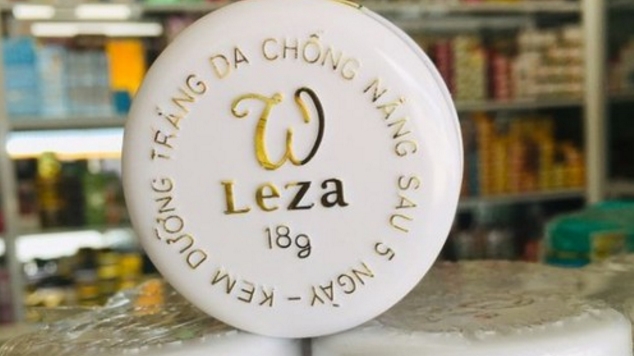 KEM DƯỠNG TRẮNG DA CHỐNG NẮNG SAU 5 NGÀY -
W
Leza
18g